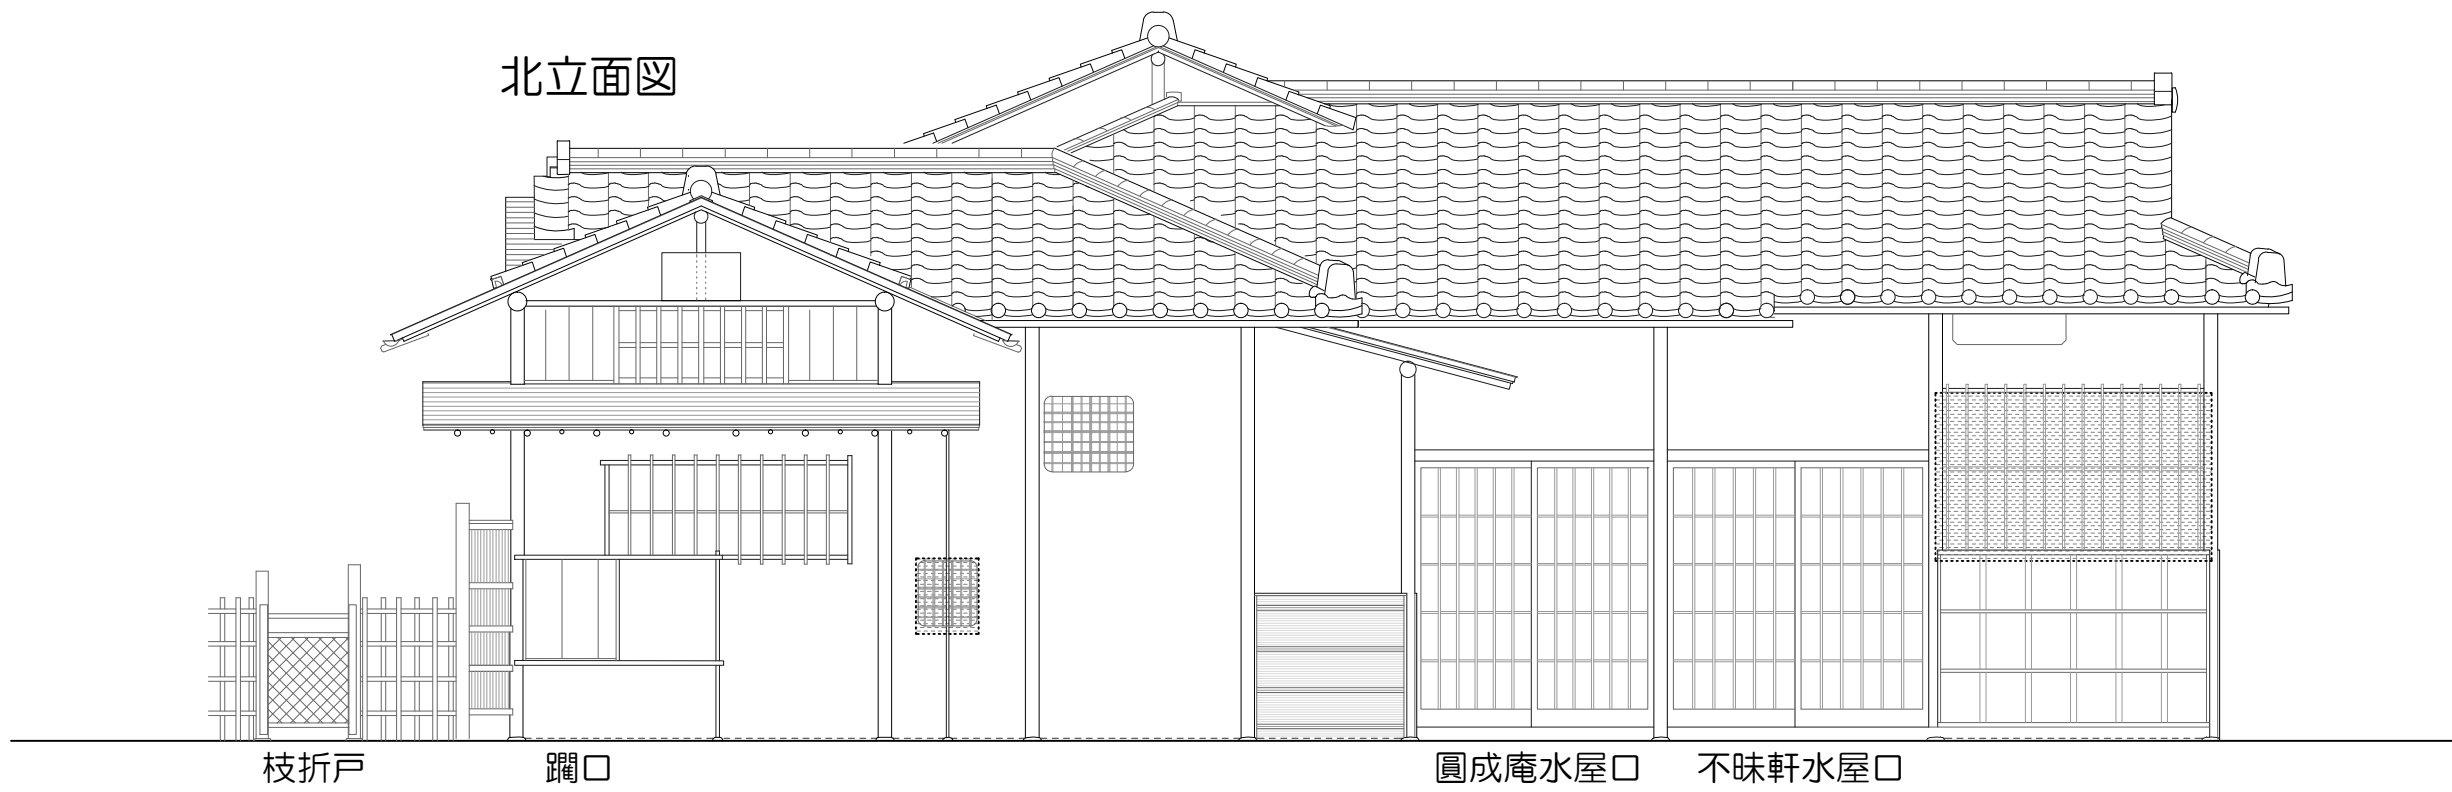 北立面図
枝折戸
躙口
圓成庵水屋口
不昧軒水屋口